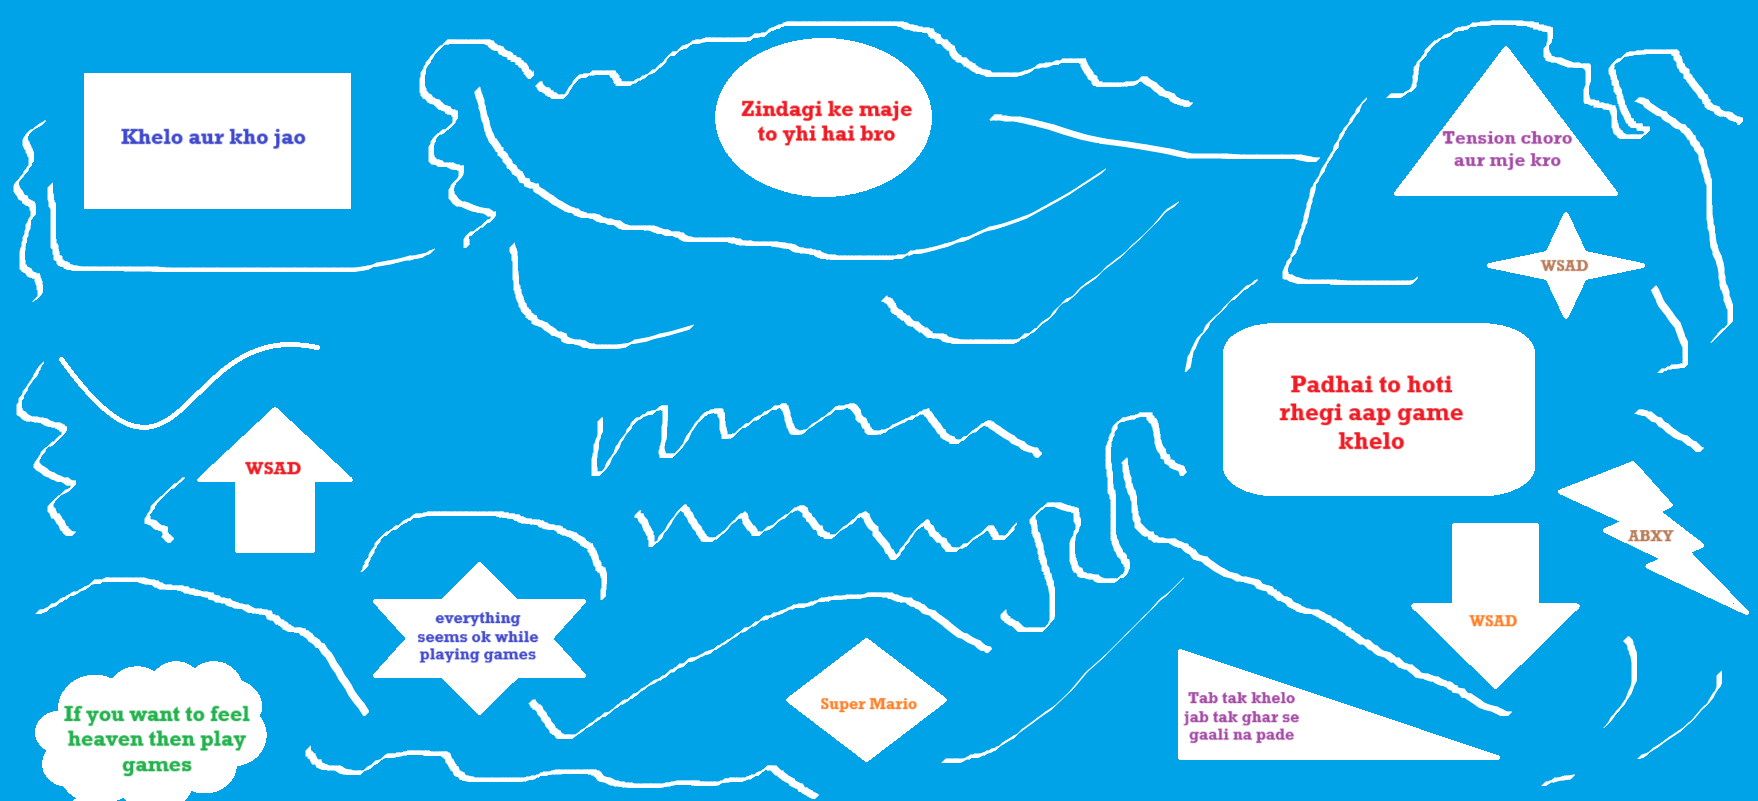 Khelo aur kho jao
Zindagi ke maje
to yhi hai bro
Tension choro
aur mje kro
WSAD
Padhai to hoti
rhegi aap game
khelo
WSAD
ABXY
WSAD
everything
seems ok while
playing games
Super Mario
Tab tak khelo
jab tak ghar se
gaali na pade
If you want to feel
heaven then play
games